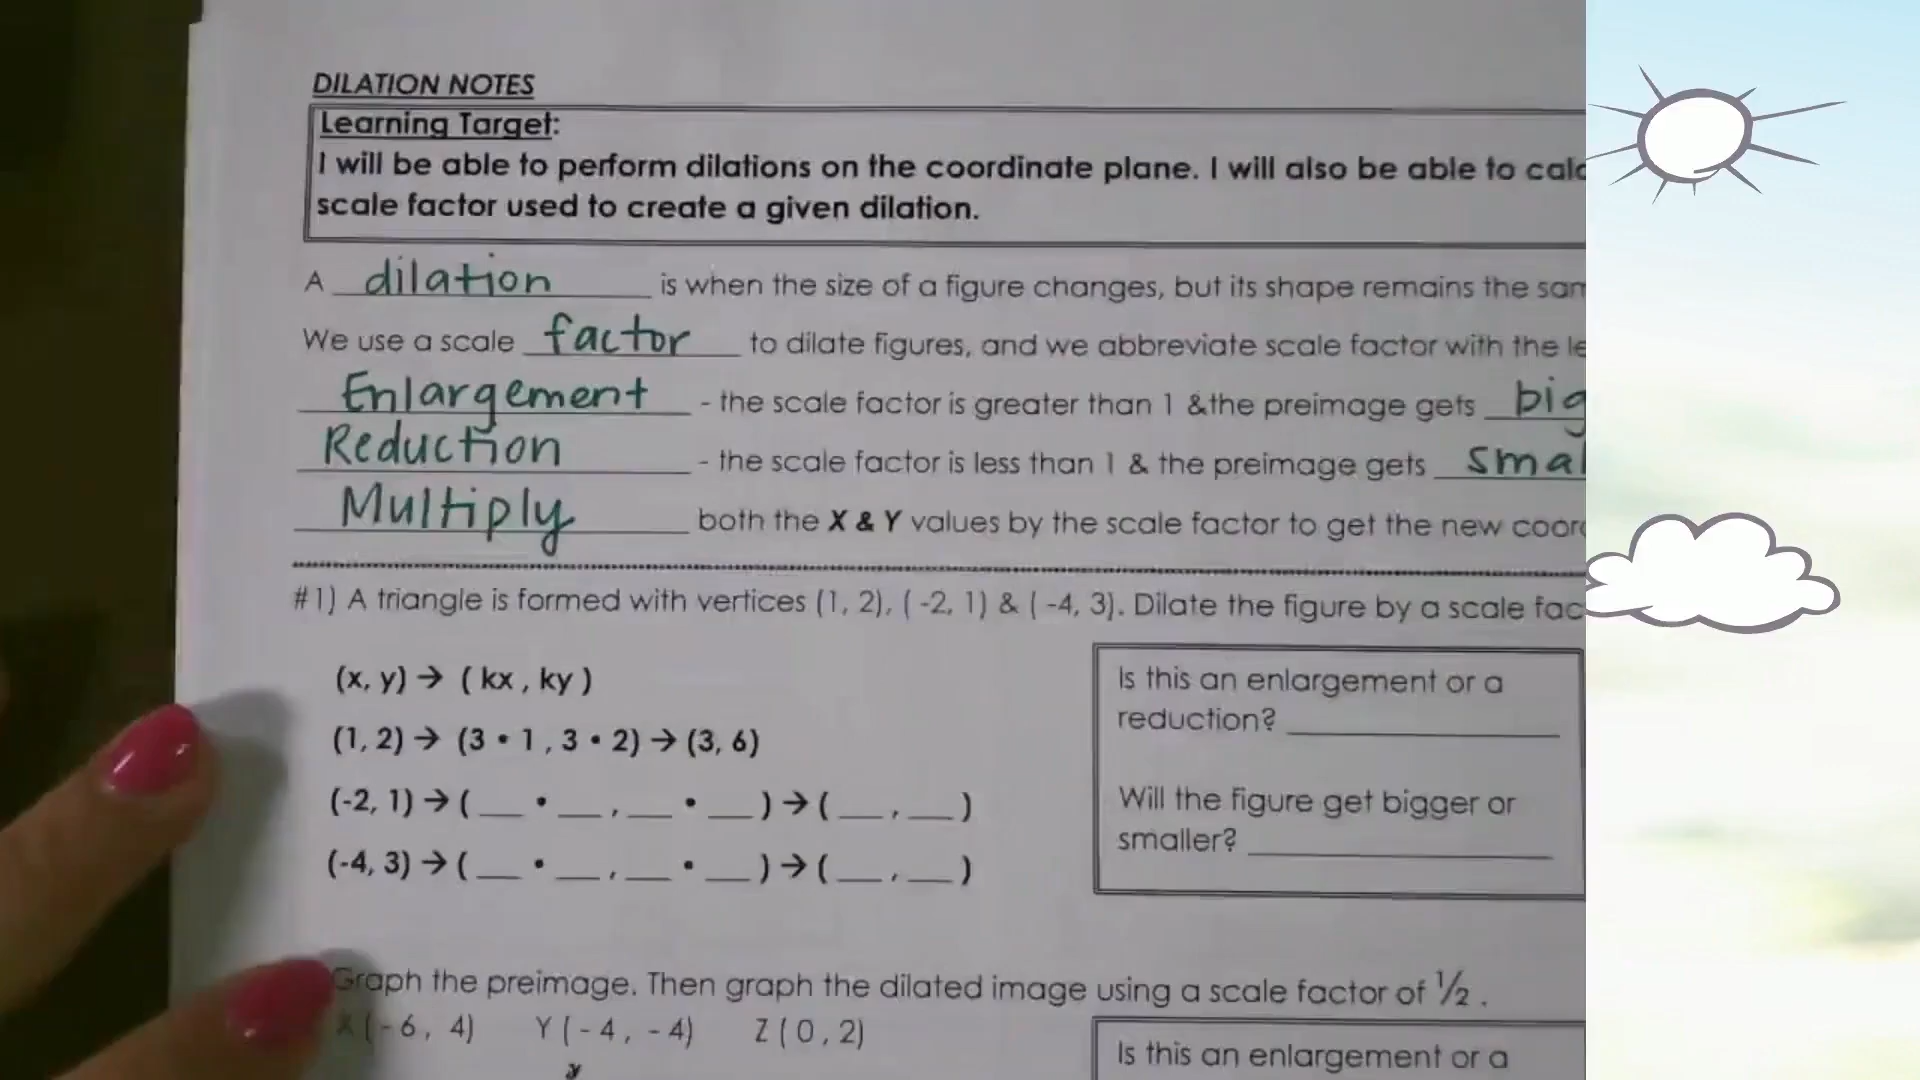 DILATION NOTES
Learning Target:
I will be able to perform dilations on the coordinate plane. I will also be able to calc
scale factor used to create a given dilation.
A dilation is when the size of a figure changes, but its shape remains the sam
We use a scale factor to dilate figures, and we abbreviate scale factor with the le
Enlargement - the scale factor is greater than 1 &the preimage gets big
Reduction - the scale factor is less than 1 & the preimage gets smal
Multiply both the X & Y values by the scale factor to get the new coord
#1) A triangle is formed with vertices (1, 2), ( -2, 1) & ( -4, 3). Dilate the figure by a scale fac
(x, y) → ( kx , ky )
(1, 2) → (3 • 1 , 3 • 2) → (3, 6)
(-2, 1) → ( __ • __ , __ • __ ) → ( __ , __ )
(-4, 3) → ( __ • __ , __ • __ ) → ( __ , __ )
Is this an enlargement or a
reduction? ____________
Will the figure get bigger or
smaller? ____________
Graph the preimage. Then graph the dilated image using a scale factor of ½ .
X ( - 6 , 4) Y ( - 4 , - 4) Z ( 0 , 2)
Is this an enlargement or a
y